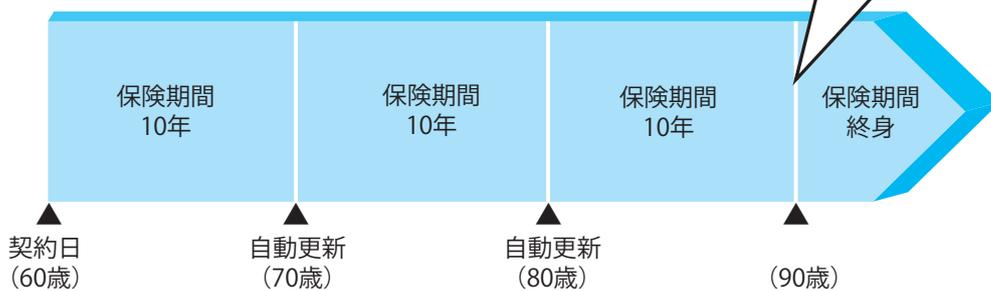 保険期間
10年
保険期間
10年
保険期間
10年
保険期間
終身
契約日
(60歳)
自動更新
(70歳)
自動更新
(80歳)
(90歳)